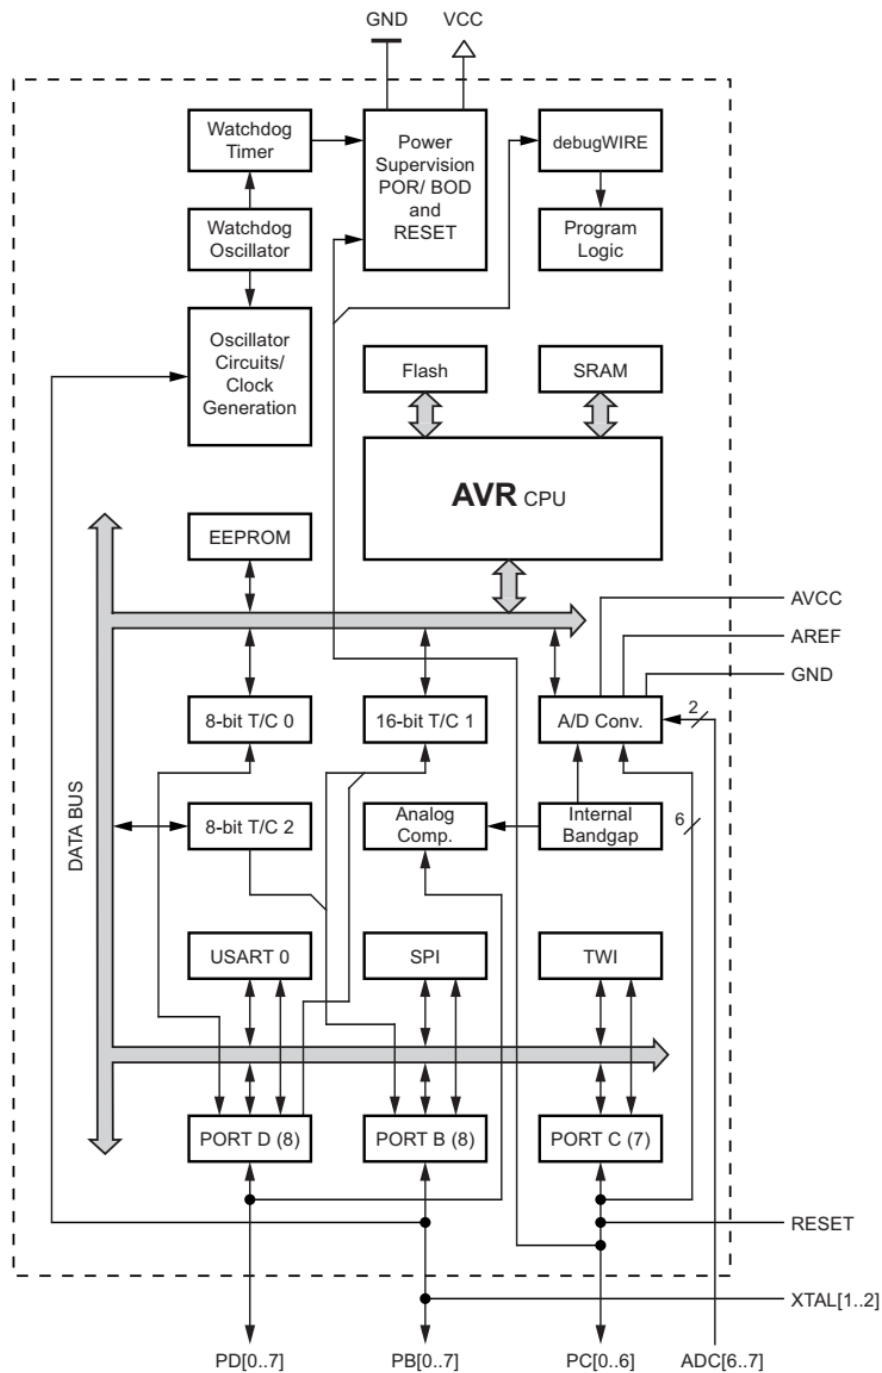 GND
VCC
Watchdog
Timer
Power
Supervision
POR/ BOD
and
RESET
debugWIRE
Watchdog
Oscillator
Program
Logic
Oscillator
Circuits/
Clock
Generation
Flash
SRAM
AVR CPU
EEPROM
AVCC
AREF
GND
8-bit T/C 0
16-bit T/C 1
A/D Conv.
2
DATA BUS
8-bit T/C 2
Analog
Comp.
Internal
Bandgap
6
USART 0
SPI
TWI
PORT D (8)
PORT B (8)
PORT C (7)
RESET
XTAL[1..2]
PD[0..7]
PB[0..7]
PC[0..6]
ADC[6..7]